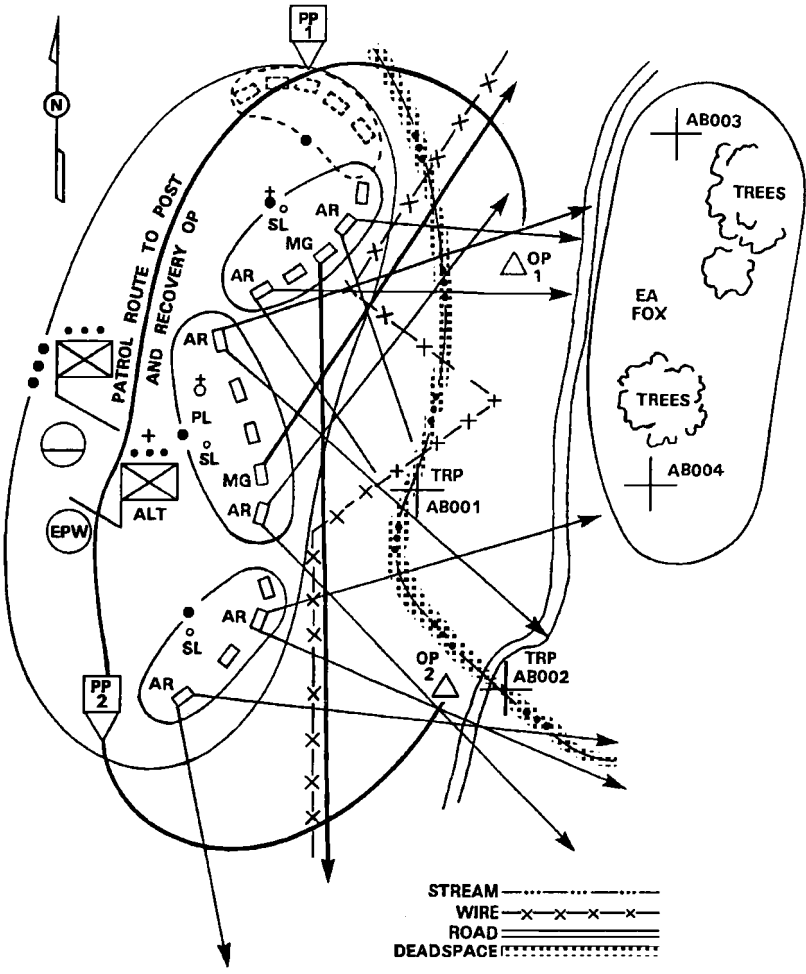 PP
1
N
AB003
TREES
PATROL ROUTE TO POST
AND RECOVERY OP
SL
AR
MG
AR
OP
1
EA
FOX
AR
PL
SL
MG
AR
TREES
AB004
TRP
AB001
ALT
EPW
AR
SL
AR
OP
2
TRP
AB002
PP
2
STREAM
WIRE
ROAD
DEADSPACE